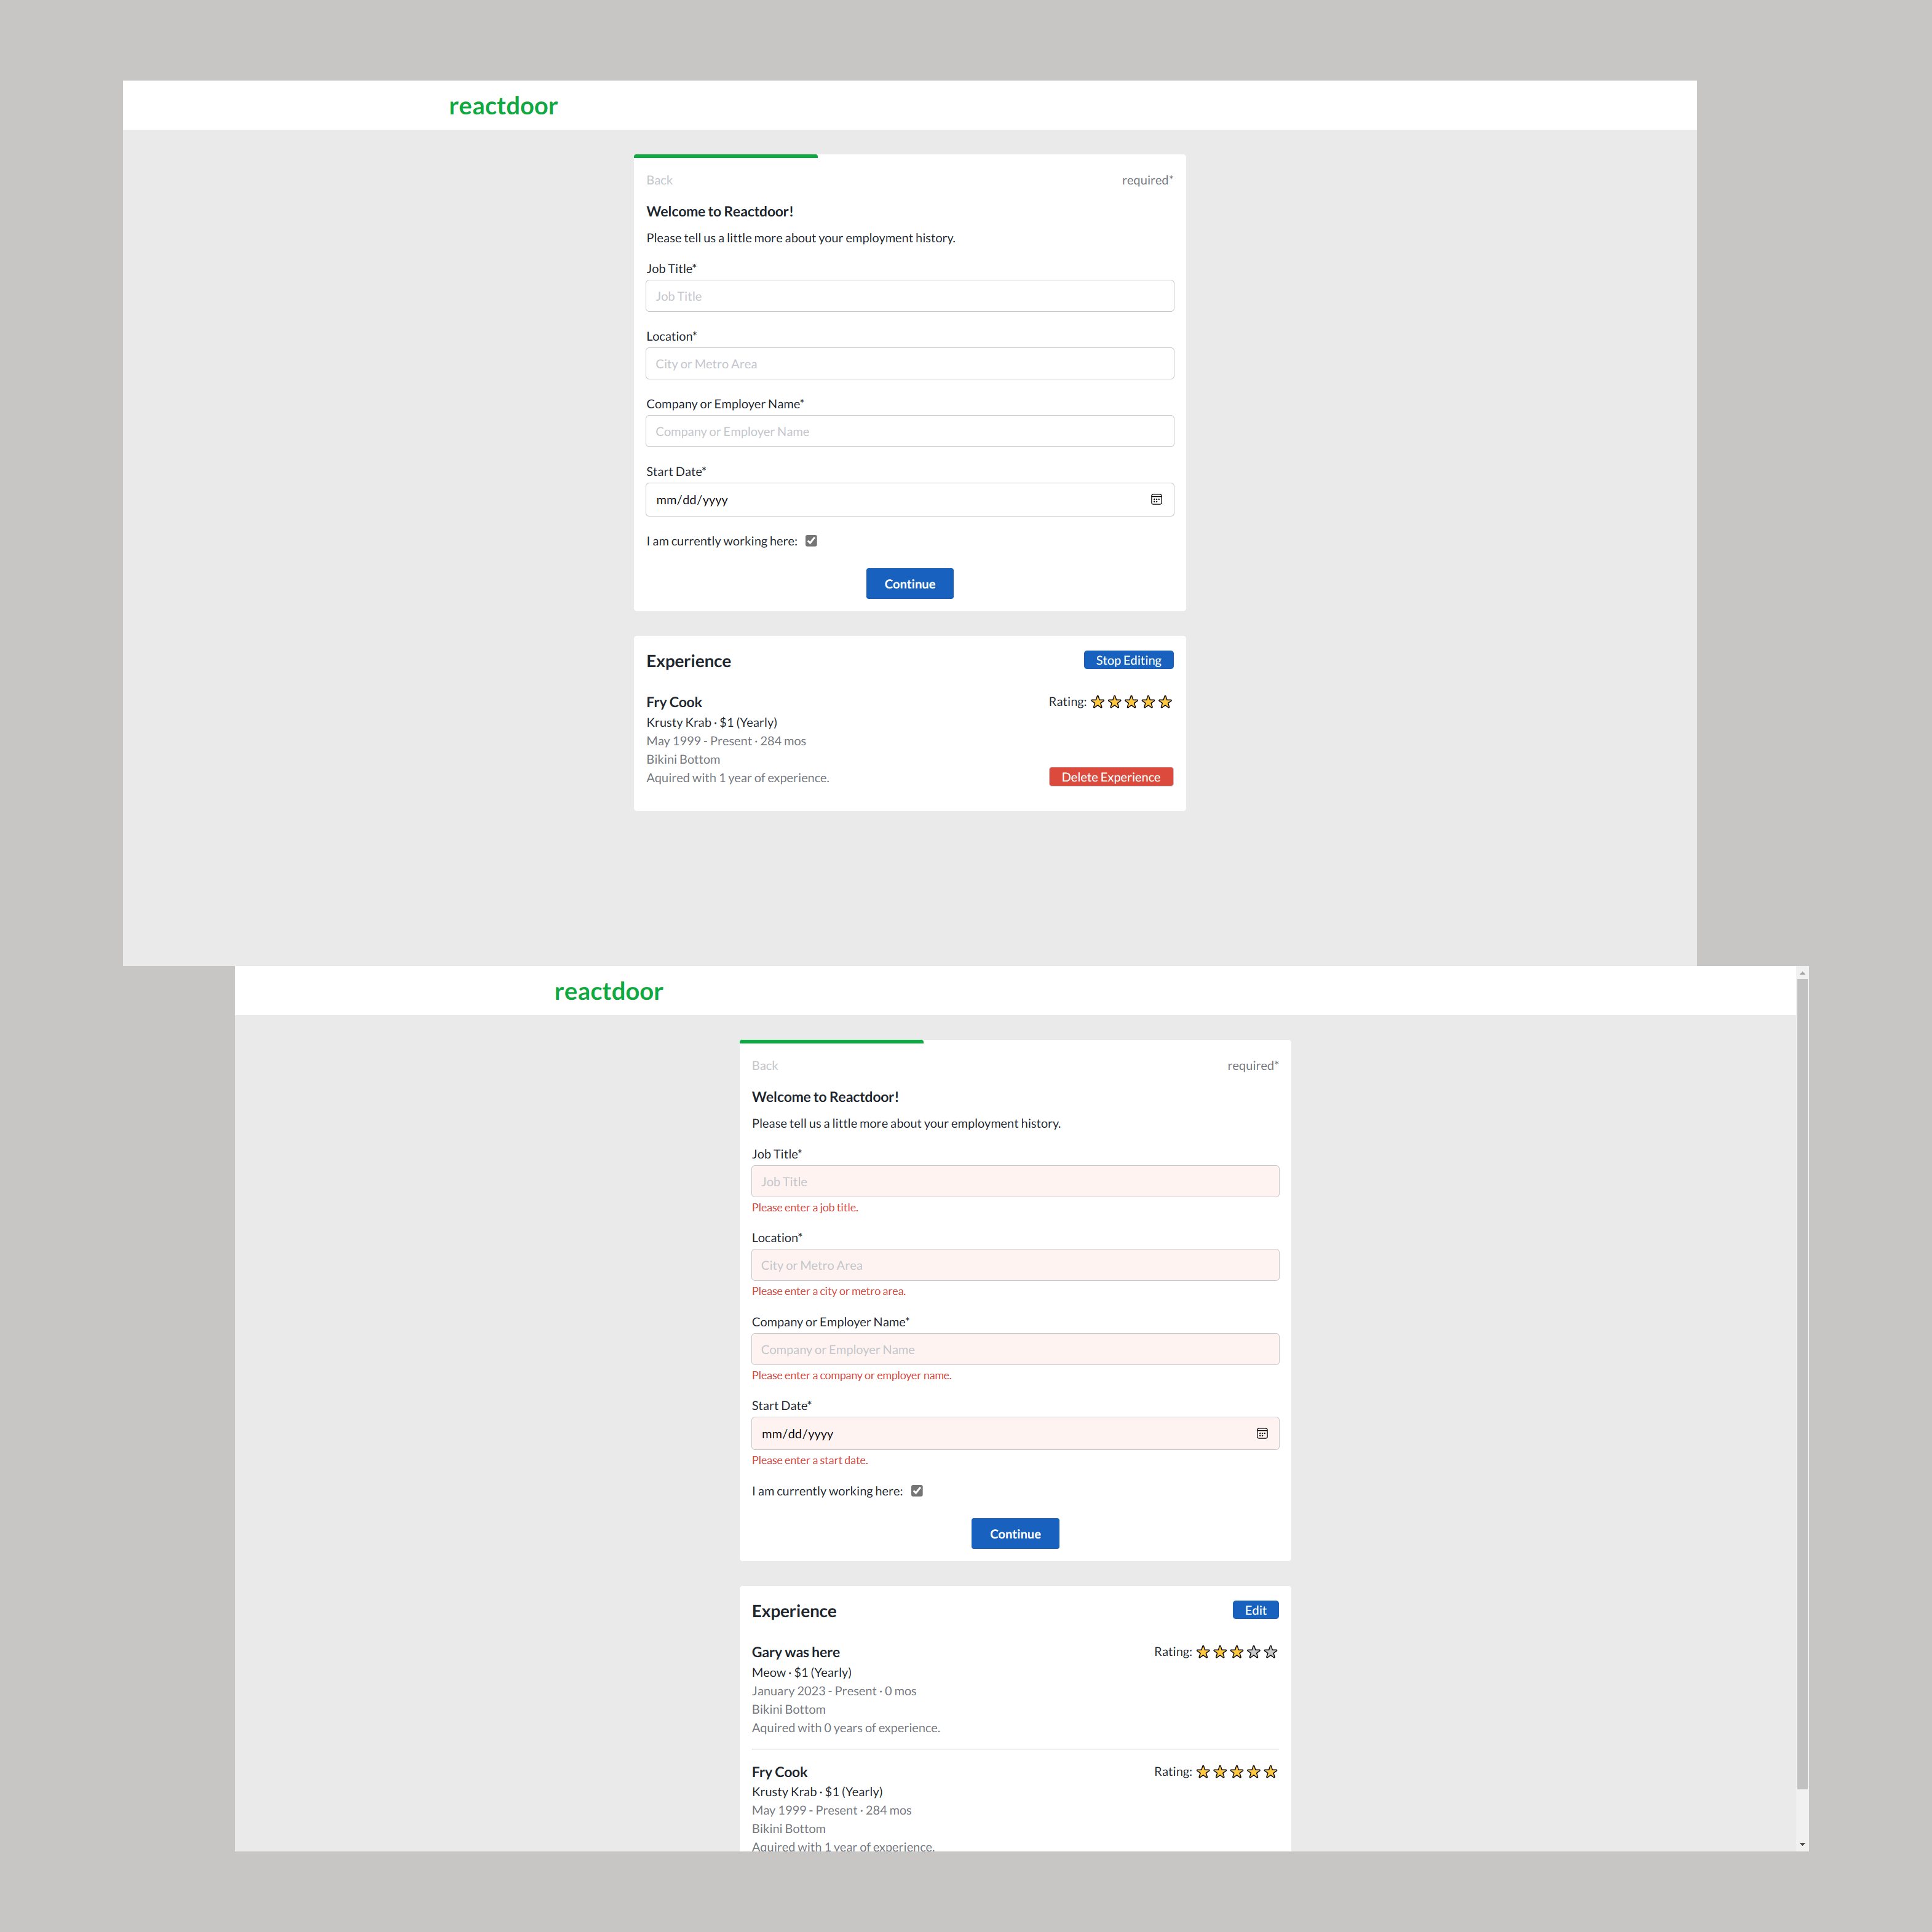 reactdoor
Back
required*
Welcome to Reactdoor!
Please tell us a little more about your employment history.
Job Title*
Job Title
Location*
City or Metro Area
Company or Employer Name*
Company or Employer Name
Start Date*
mm/dd/yyyy
I am currently working here:
Continue
Experience
Stop Editing
Fry Cook
Rating:
Krusty Krab · $1 (Yearly)
May 1999 - Present · 284 mos
Bikini Bottom
Aquired with 1 year of experience.
Delete Experience
reactdoor
Back
required*
Welcome to Reactdoor!
Please tell us a little more about your employment history.
Job Title*
Job Title
Please enter a job title.
Location*
City or Metro Area
Please enter a city or metro area.
Company or Employer Name*
Company or Employer Name
Please enter a company or employer name.
Start Date*
mm/dd/yyyy
Please enter a start date.
I am currently working here:
Continue
Experience
Edit
Gary was here
Rating:
Meow · $1 (Yearly)
January 2023 - Present · 0 mos
Bikini Bottom
Aquired with 0 years of experience.
Fry Cook
Rating:
Krusty Krab · $1 (Yearly)
May 1999 - Present · 284 mos
Bikini Bottom
Aquired with 1 year of experience.